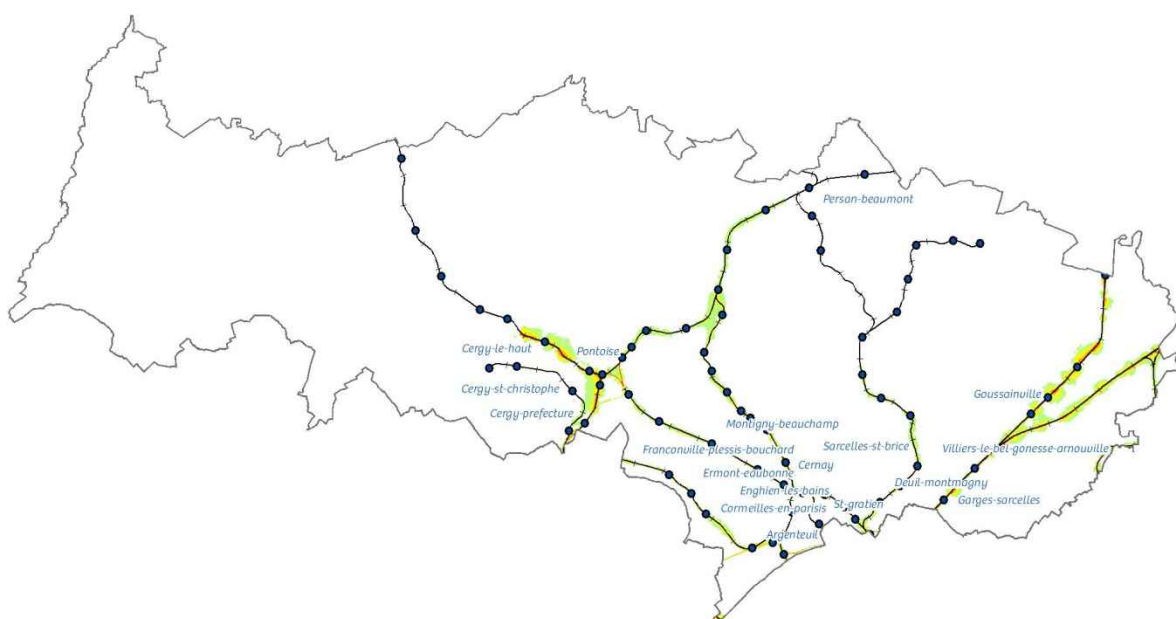 Persan-beaumont
Cergy-le-haut
Pontoise
Cergy-st-christophe
Gaussainville
Cergy-prefecture
Montigny-beauchamp
Franconville-plessis-bouchard
Sarcelles-st-brice
Villiers-le-bel-gonesse-arnouville
Cernay
Ermont-eaubonne
Deuil-montmagny
Enghien-les-bains
Garges-sarcelles
St-gratien
Cormeilles-en-parisis
Argenteuil